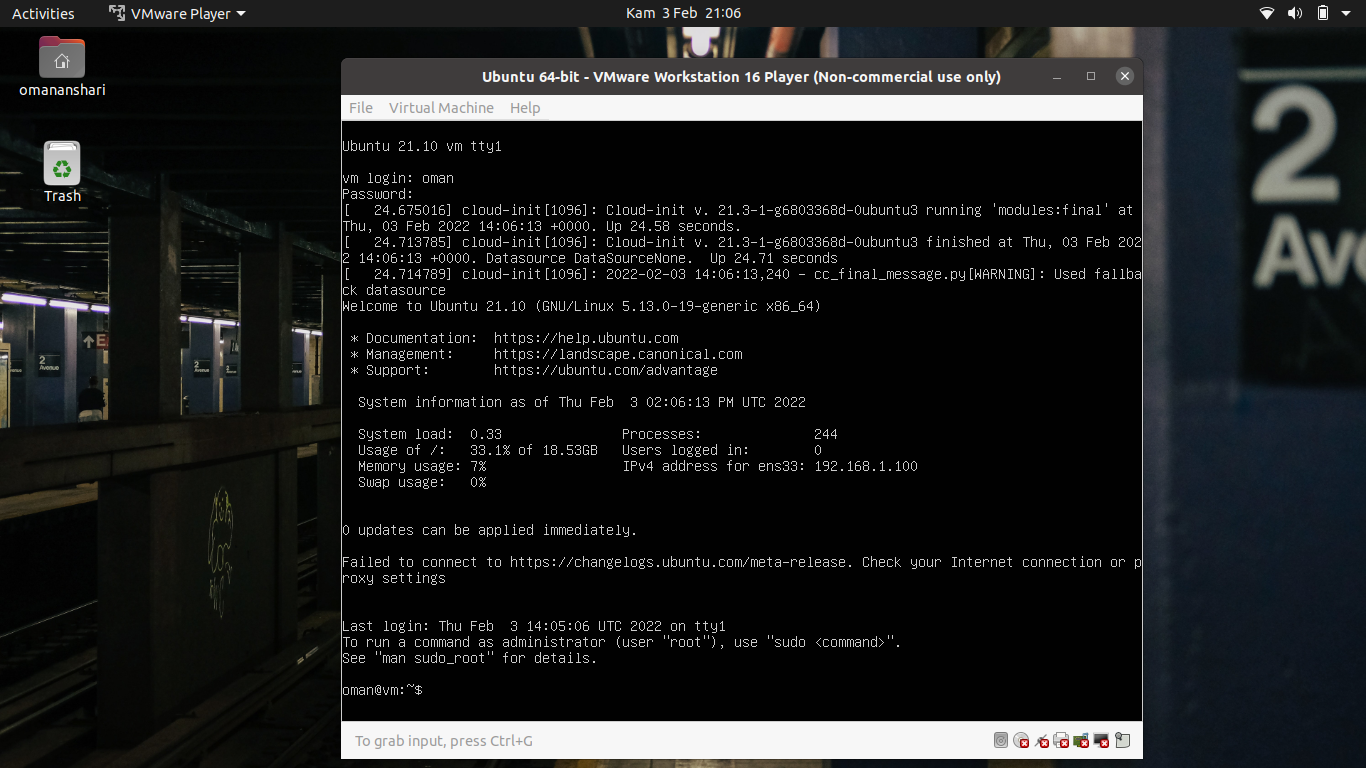 Activities
VMware Player
Kam 3 Feb 21:06
omananshari
Trash
Ubuntu 64-bit - VMware Workstation 16 Player (Non-commercial use only)
File Virtual Machine Help
Ubuntu 21.10 vm tty1
vm login: oman
Password:
[   24.675016] cloud-init[1096]: Cloud-init v. 21.3-1-g6803368d-0ubuntu3 running 'modules:final' at
Thu, 03 Feb 2022 14:06:13 +0000. Up 24.58 seconds.
[   24.713785] cloud-init[1096]: Cloud-init v. 21.3-1-g6803368d-0ubuntu3 finished at Thu, 03 Feb 202
2 14:06:13 +0000. Datasource DataSourceNone.  Up 24.71 seconds
[   24.714789] cloud-init[1096]: 2022-02-03 14:06:13,240 - cc_final_message.py[WARNING]: Used fallba
ck datasource
Welcome to Ubuntu 21.10 (GNU/Linux 5.13.0-19-generic x86_64)
* Documentation:  https://help.ubuntu.com
* Management:     https://landscape.canonical.com
* Support:        https://ubuntu.com/advantage
System information as of Thu Feb  3 02:06:13 PM UTC 2022
System load:  0.33               Processes:              244
Usage of /:   33.1% of 18.53GB   Users logged in:        0
Memory usage: 7%                 IPv4 address for ens33: 192.168.1.100
Swap usage:   0%
0 updates can be applied immediately.
Failed to connect to https://changelogs.ubuntu.com/meta-release. Check your Internet connection or p
roxy settings
Last login: Thu Feb  3 14:05:06 UTC 2022 on tty1
To run a command as administrator (user "root"), use "sudo <command>".
See "man sudo_root" for details.
oman@vm:~$
To grab input, press Ctrl+G
2
Ave
2
Avenue
2
Avenue